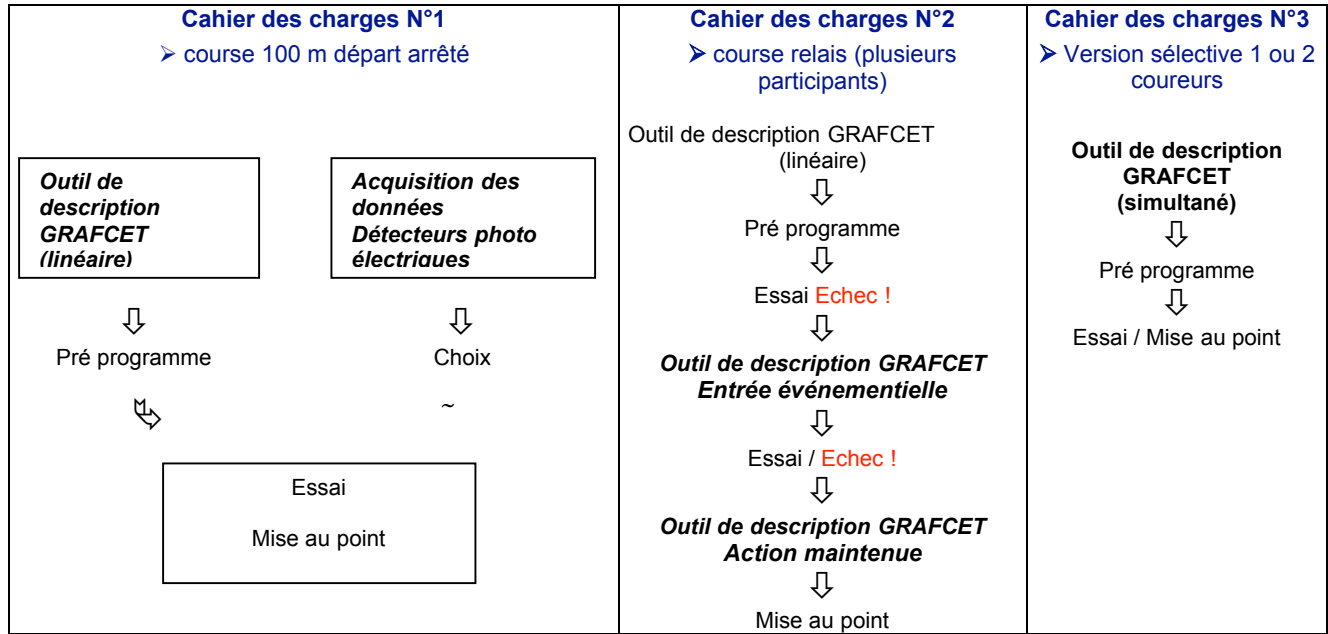 Cahier des charges N°1
➢ course 100 m départ arrêté
Outil de
description
GRAFCET
(linéaire)
Acquisition des
données
Détecteurs photo
électriques
Pré programme
Choix
~
Essai
Mise au point
Cahier des charges N°2
➢ course relais (plusieurs
participants)
Outil de description GRAFCET
(linéaire)
Pré programme
Essai Echec !
Outil de description GRAFCET
Entrée événementielle
Essai / Echec !
Outil de description GRAFCET
Action maintenue
Mise au point
Cahier des charges N°3
➢ Version sélective 1 ou 2
coureurs
Outil de description
GRAFCET
(simultané)
Pré programme
Essai / Mise au point